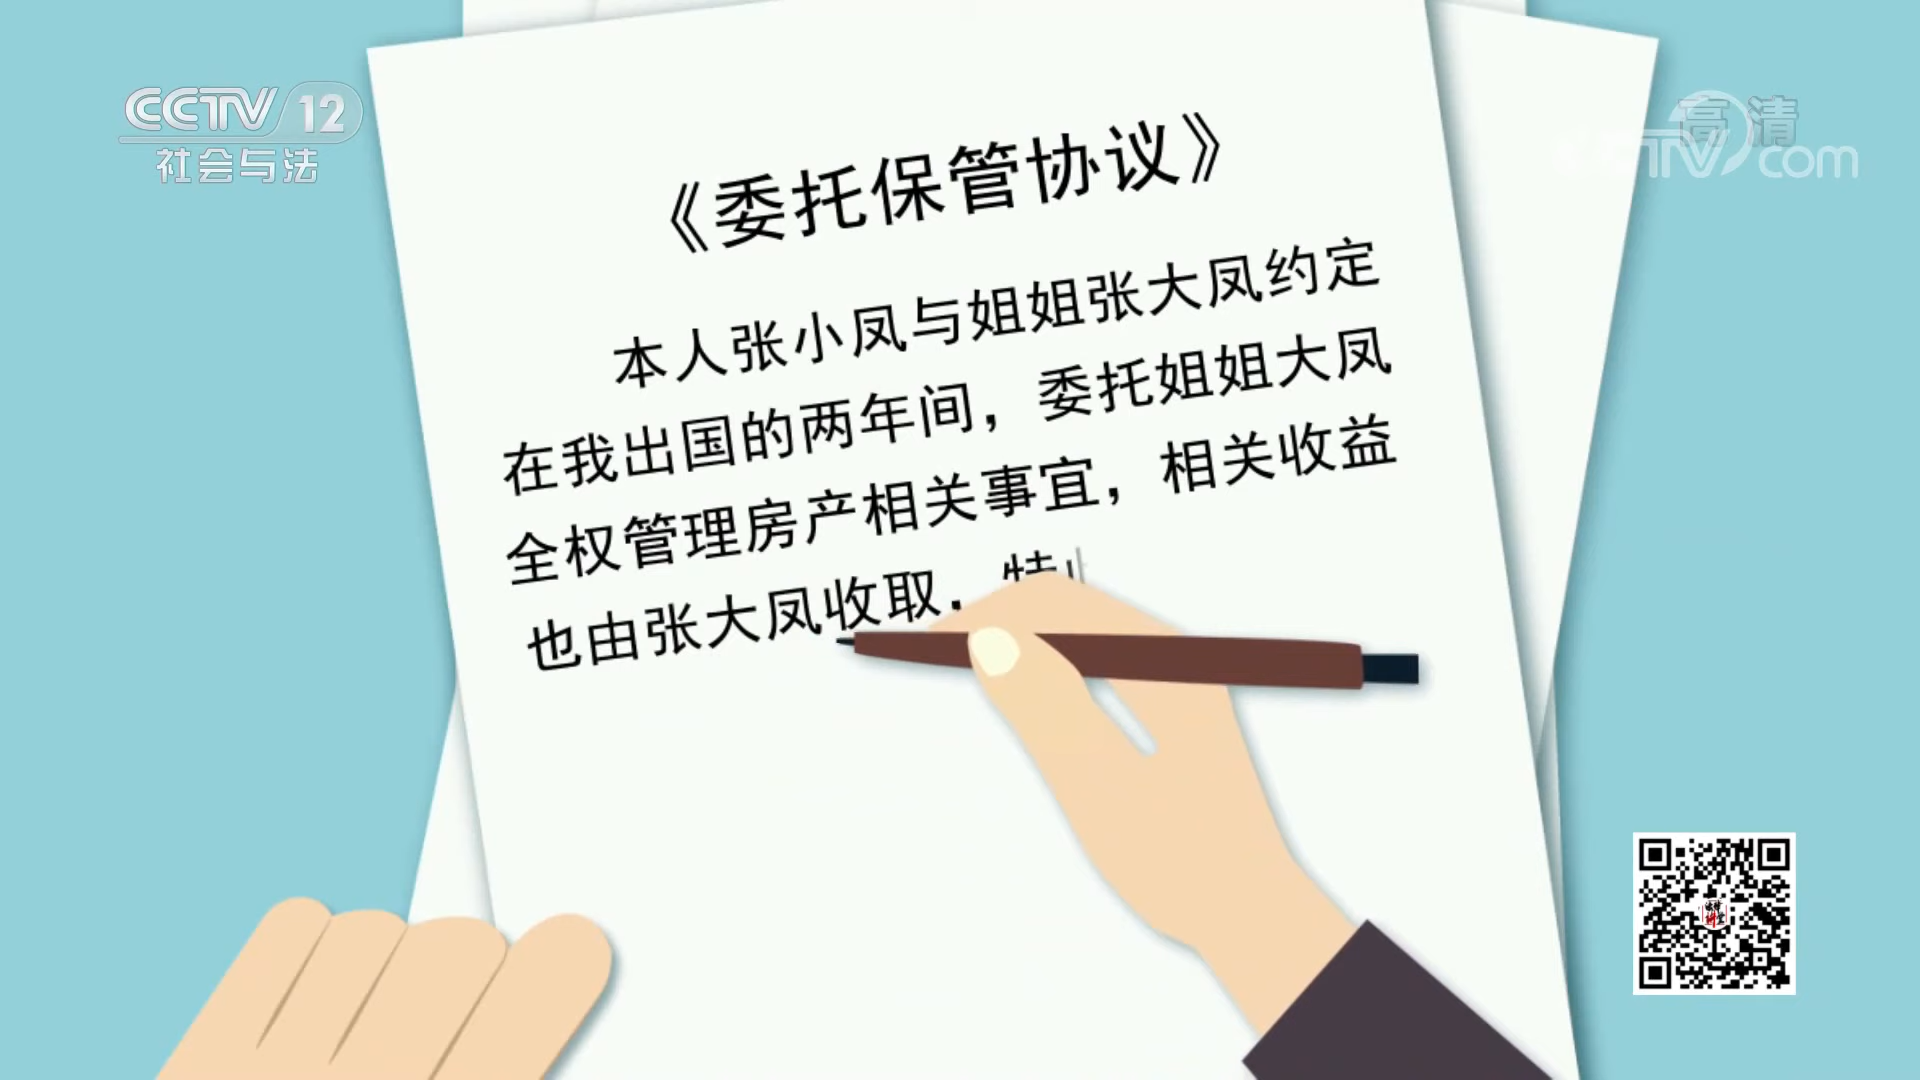 CCTV 12
社会与法
高清
CCTV.com
《委托保管协议》
本人张小凤与姐姐张大凤约定
在我出国的两年间，委托姐姐大凤
全权管理房产相关事宜，相关收益
也由张大凤收取，特